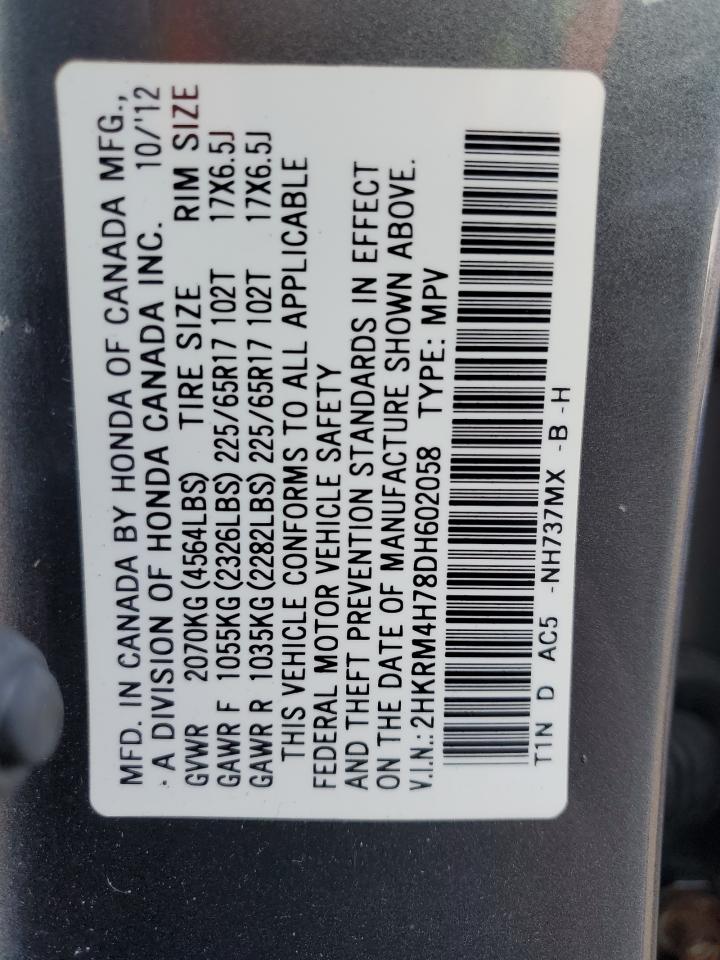 MFD. IN CANADA BY HONDA OF CANADA MFG.,
A DIVISION OF HONDA CANADA INC. 10/'12
GVWR 2070KG (4564LBS) TIRE SIZE RIM SIZE
GAWR F 1055KG (2326LBS) 225/65R17 102T 17X6.5J
GAWR R 1035KG (2282LBS) 225/65R17 102T 17X6.5J
THIS VEHICLE CONFORMS TO ALL APPLICABLE
FEDERAL MOTOR VEHICLE SAFETY
AND THEFT PREVENTION STANDARDS IN EFFECT
ON THE DATE OF MANUFACTURE SHOWN ABOVE.
V.I.N.: 2HKRM4H78DH602058 TYPE: MPV
T1N D AC5 -NH737MX -B -H